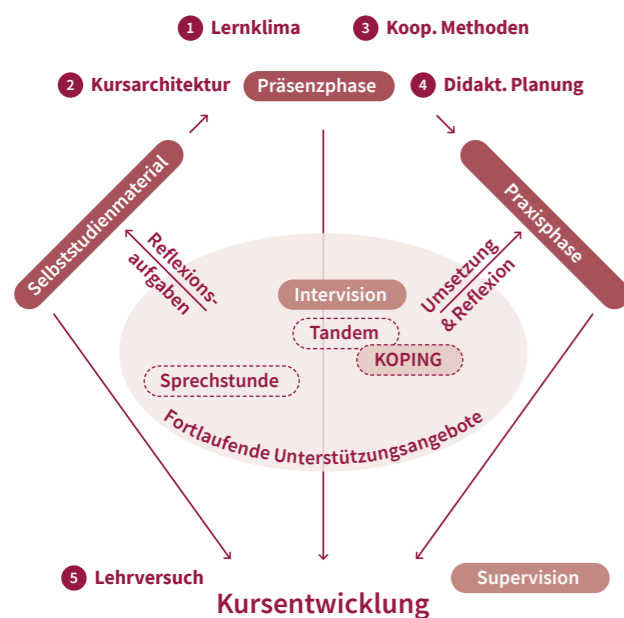 1 Lernklima
3 Koop. Methoden
2 Kursarchitektur
Präsenzphase
4 Didakt. Planung
Selbststudienmaterial
Praxisphase
Reflexions-
aufgaben
Umsetzung
& Reflexion
Intervision
Tandem
KOPING
Sprechstunde
Fortlaufende Unterstützungsangebote
5 Lehrversuch
Supervision
Kursentwicklung